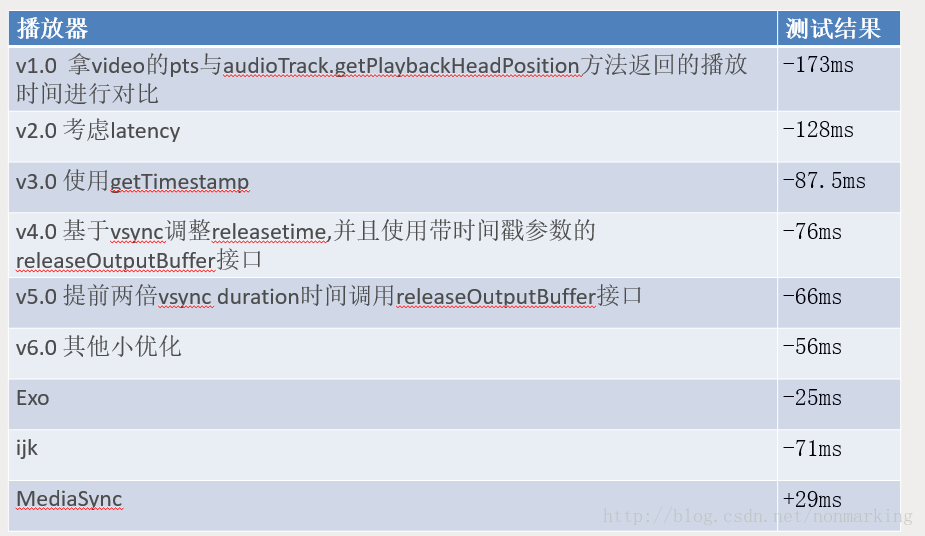 播放器 测试结果
v1.0 拿video的pts与audioTrack.getPlaybackHeadPosition方法返回的播放 -173ms
时间进行对比
v2.0 考虑latency -128ms
v3.0 使用getTimestamp -87.5ms
v4.0 基于vsync调整releasetime,并且使用带时间戳参数的 -76ms
releaseOutputBuffer接口
v5.0 提前两倍vsync duration时间调用releaseOutputBuffer接口 -66ms
v6.0 其他小优化 -56ms
Exo -25ms
ijk -71ms
MediaSync +29ms
http://blog.csdn.net/nonmarking